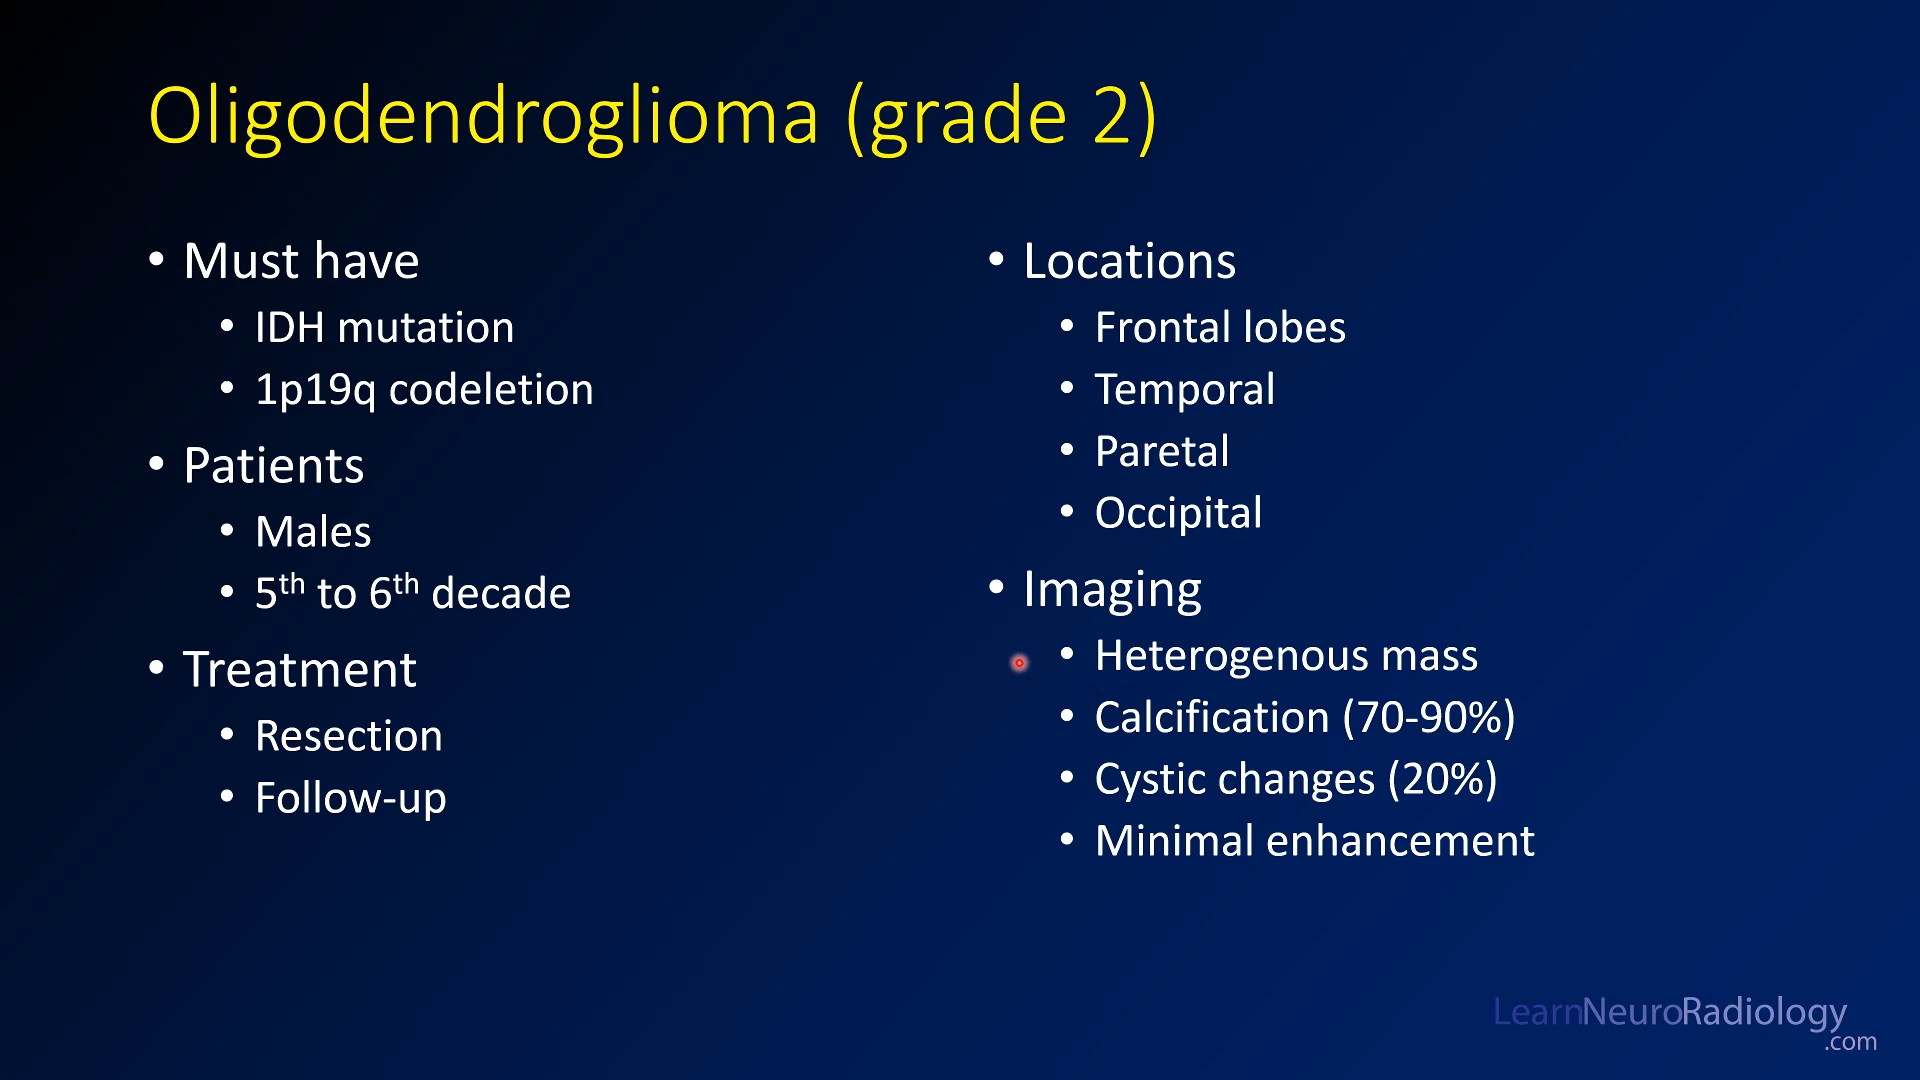 Oligodendroglioma (grade 2)
• Must have
• IDH mutation
• 1p19q codeletion
• Patients
• Males
• 5th to 6th decade
• Treatment
• Resection
• Follow-up
• Locations
• Frontal lobes
• Temporal
• Paretal
• Occipital
• Imaging
• Heterogenous mass
• Calcification (70-90%)
• Cystic changes (20%)
• Minimal enhancement
LearnNeuroRadiology
.com